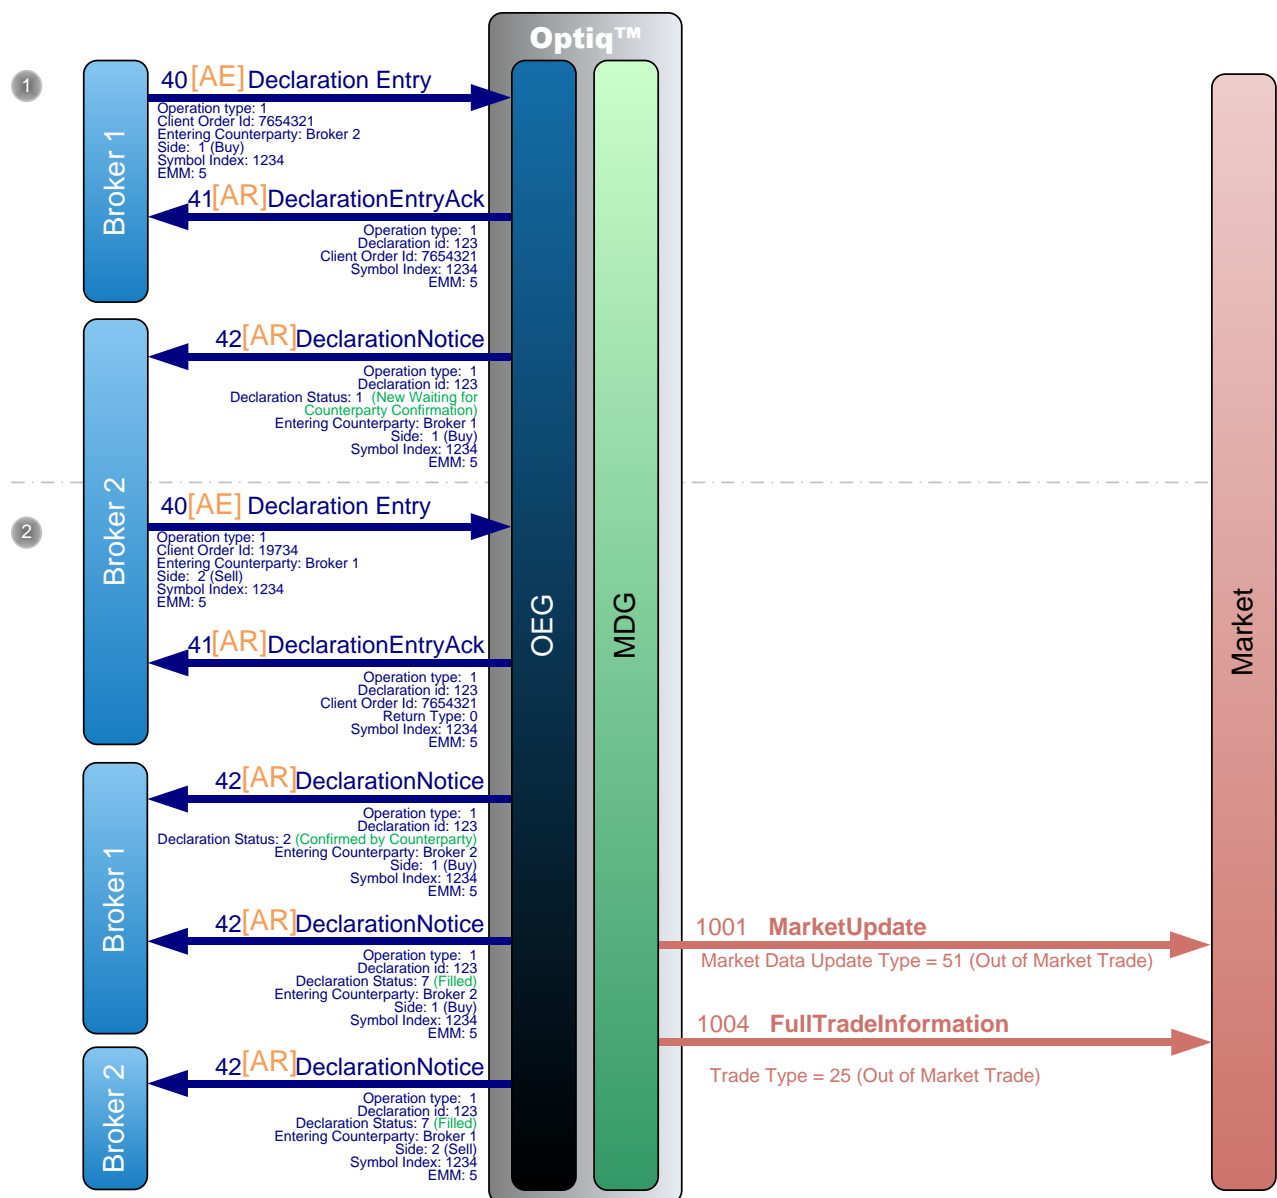 Optiq™
1
Broker 1
40 [AE] Declaration Entry
Operation type: 1
Client Order Id: 7654321
Entering Counterparty: Broker 2
Side: 1 (Buy)
Symbol Index: 1234
EMM: 5
41[AR]DeclarationEntryAck
Operation type: 1
Declaration id: 123
Client Order Id: 7654321
Symbol Index: 1234
EMM: 5
Broker 2
42[AR]DeclarationNotice
Operation type: 1
Declaration id: 123
Declaration Status: 1 (New Waiting for
Counterparty Confirmation)
Entering Counterparty: Broker 1
Side: 1 (Buy)
Symbol Index: 1234
EMM: 5
2
40[AE] Declaration Entry
Operation type: 1
Client Order Id: 19734
Entering Counterparty: Broker 1
Side: 2 (Sell)
Symbol Index: 1234
EMM: 5
OEG
MDG
Market
41[AR]DeclarationEntryAck
Operation type: 1
Declaration id: 123
Client Order Id: 7654321
Return Type: 0
Symbol Index: 1234
EMM: 5
Broker 1
42[AR]DeclarationNotice
Operation type: 1
Declaration id: 123
Declaration Status: 2 (Confirmed by Counterparty)
Entering Counterparty: Broker 2
Side: 1 (Buy)
Symbol Index: 1234
EMM: 5
42[AR]DeclarationNotice
Operation type: 1
Declaration id: 123
Declaration Status: 7 (Filled)
Entering Counterparty: Broker 2
Side: 1 (Buy)
Symbol Index: 1234
EMM: 5
1001 MarketUpdate
Market Data Update Type = 51 (Out of Market Trade)
1004 FullTradeInformation
Trade Type = 25 (Out of Market Trade)
Broker 2
42[AR]DeclarationNotice
Operation type: 1
Declaration id: 123
Declaration Status: 7 (Filled)
Entering Counterparty: Broker 1
Side: 2 (Sell)
Symbol Index: 1234
EMM: 5